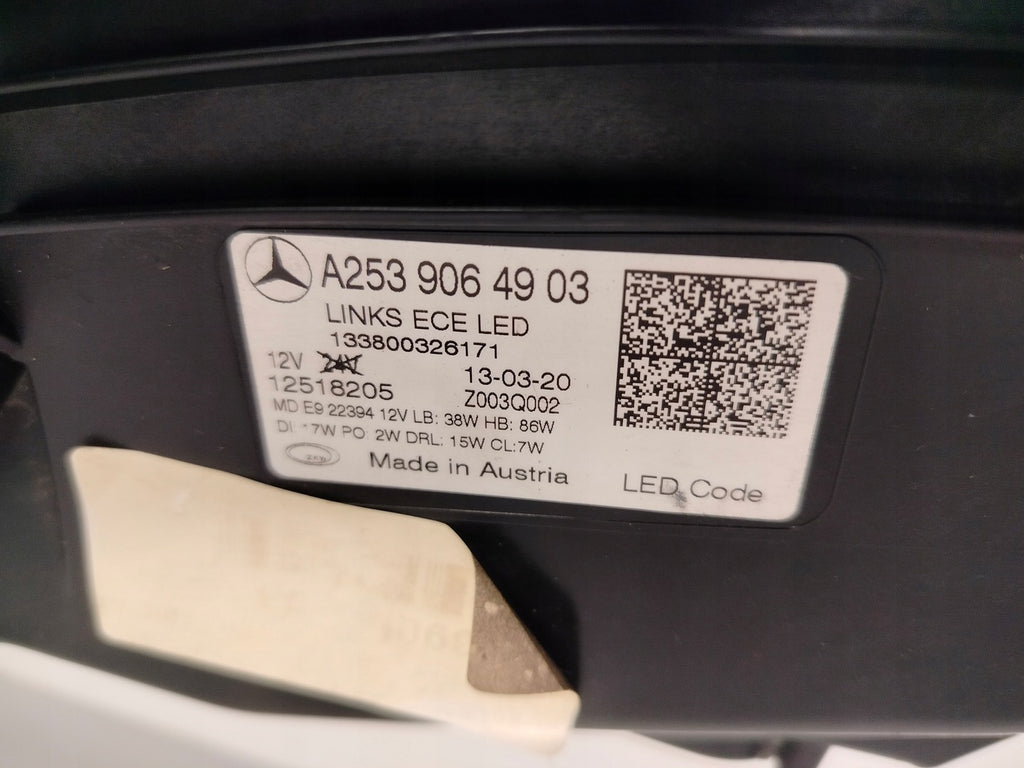 A253 906 49 03
LINKS ECE LED
133800326171
12V 24V 13-03-20
12518205 Z003Q002
MD E9 22394 12V LB: 38W HB: 86W
PO: 2W DRL: 15W CL:7W
ZKW
Made in Austria
LED Code